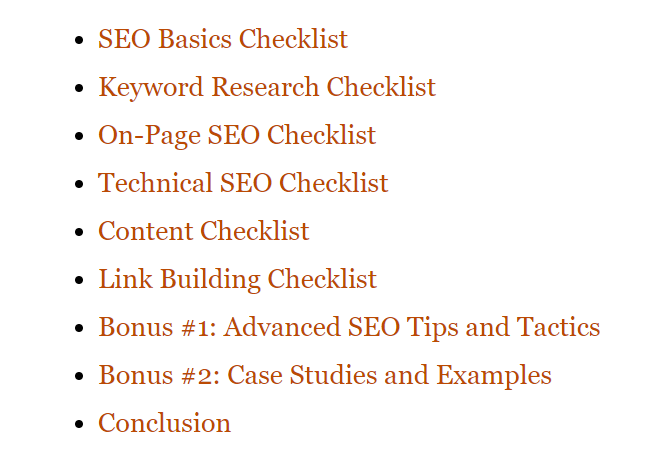 SEO Basics Checklist
Keyword Research Checklist
On-Page SEO Checklist
Technical SEO Checklist
Content Checklist
Link Building Checklist
Bonus #1: Advanced SEO Tips and Tactics
Bonus #2: Case Studies and Examples
Conclusion